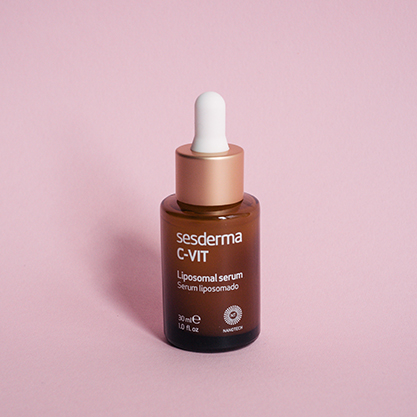 sesderma
C-VIT
Liposomal serum
Serum liposomado
30 ml ℮
1.0 fl. oz
NANOTECH